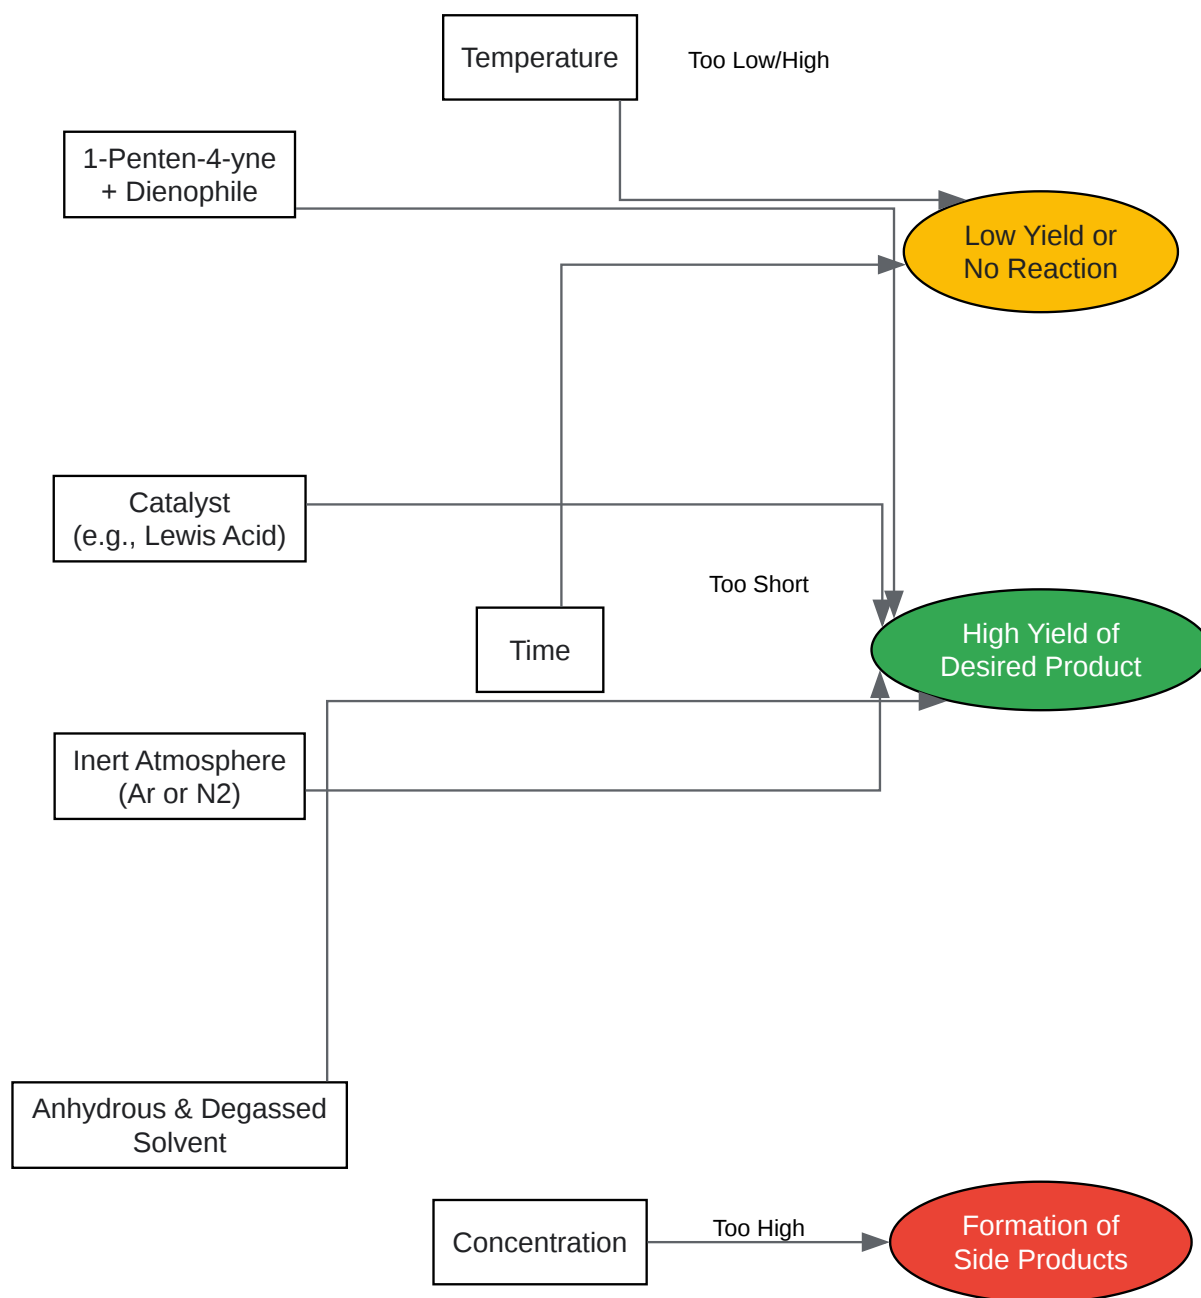 Temperature
Too Low/High
1-Penten-4-yne
+ Dienophile
Low Yield or
No Reaction
Catalyst
(e.g., Lewis Acid)
Too Short
Time
High Yield of
Desired Product
Inert Atmosphere
(Ar or N2)
Anhydrous & Degassed
Solvent
Concentration
Too High
Formation of
Side Products